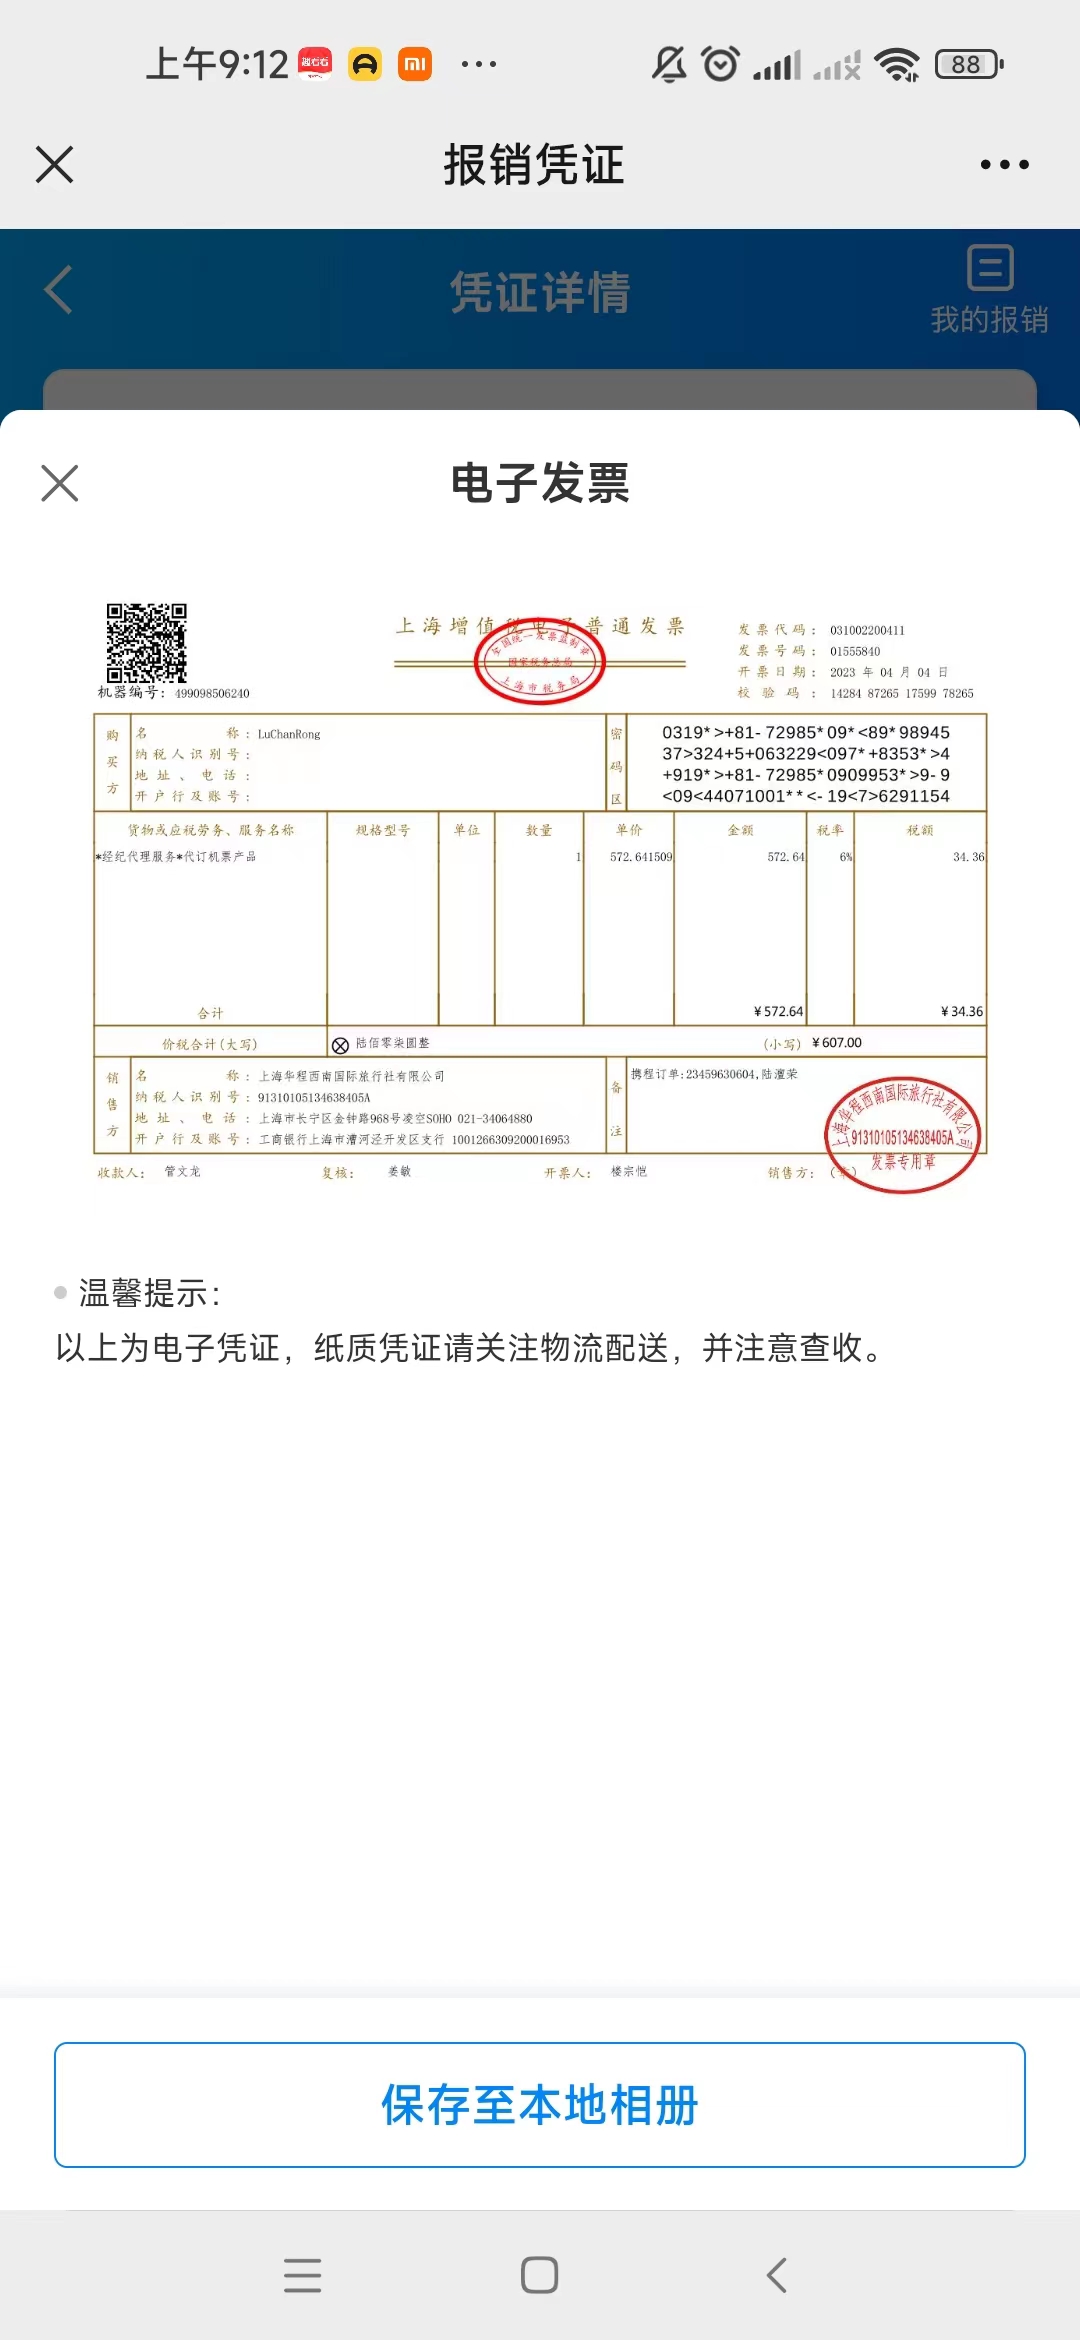 上午9:12
88
报销凭证
凭证详情
我的报销
电子发票
上海增值税电子普通发票
全国统一发票监制章
国家税务总局
上海市税务局
机器编号：499098506240
发票代码：031002200411
发票号码：01555840
开票日期：2023 年 04 月 04 日
校验码：14284 87265 17599 78265
购买方
名称：LuChanRong
纳税人识别号：
地址、电话：
开户行及账号：
密码区
0319*>+81-72985*09*<89*98945
37>324+5+063229<097*+8353*>4
+919*>+81-72985*0909953*>9-9
<09<44071001**<-19<7>6291154
货物或应税劳务、服务名称 规格型号 单位 数量 单价 金额 税率 税额
*经纪代理服务*代订机票产品 1 572.641509 572.64 6% 34.36
合计 ¥572.64 ¥34.36
价税合计(大写) ⊗陆佰零柒圆整 (小写) ¥607.00
销售方
名称：上海华程西南国际旅行社有限公司
纳税人识别号：91310105134638405A
地址、电话：上海市长宁区金钟路968号凌空SOHO 021-34064880
开户行及账号：工商银行上海市漕河泾开发区支行 1001266309200016953
备注
携程订单:23459630604,陆澶荣
上海华程西南国际旅行社有限公司
91310105134638405A
发票专用章
收款人：管文龙 复核：姜敏 开票人：楼宗恺 销售方：(章)
温馨提示：
以上为电子凭证，纸质凭证请关注物流配送，并注意查收。
保存至本地相册